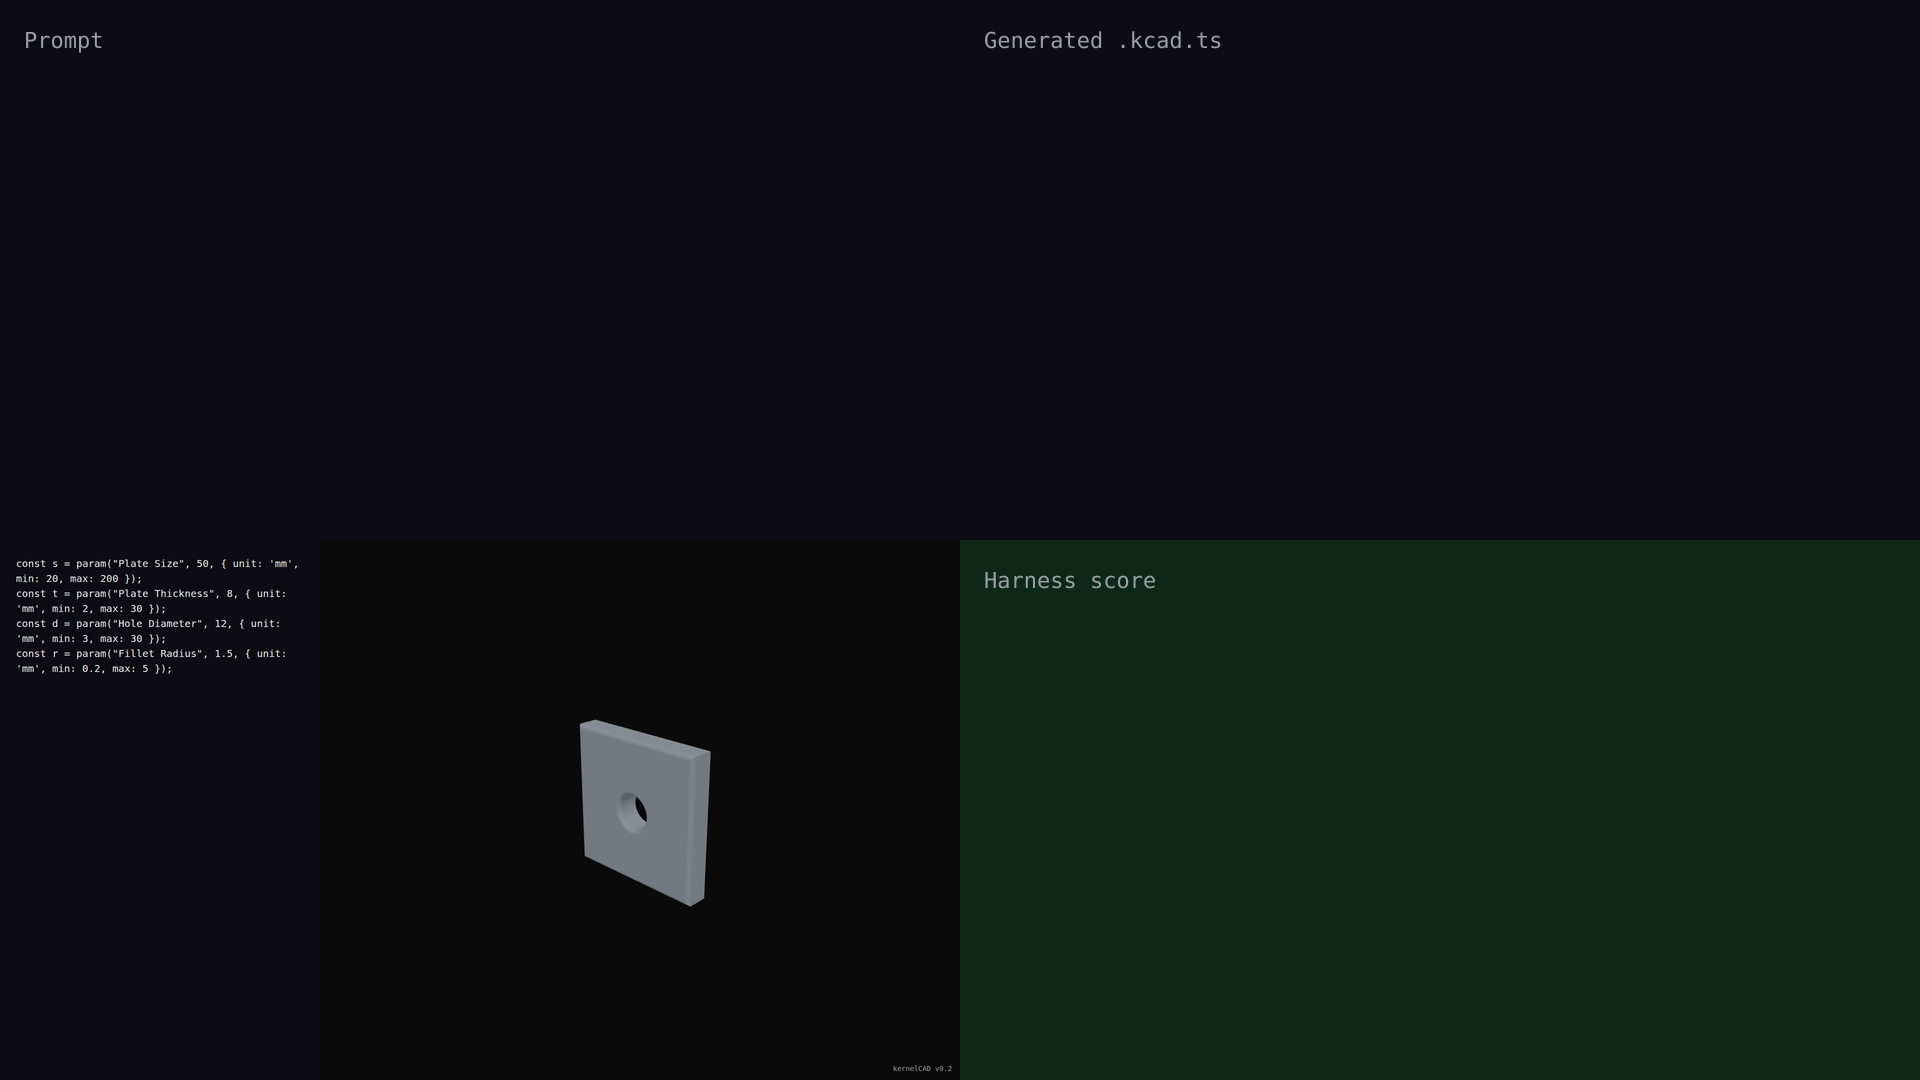 Prompt
Generated .kcad.ts
const s = param("Plate Size", 50, { unit: 'mm',
min: 20, max: 200 });
const t = param("Plate Thickness", 8, { unit:
'mm', min: 2, max: 30 });
const d = param("Hole Diameter", 12, { unit:
'mm', min: 3, max: 30 });
const r = param("Fillet Radius", 1.5, { unit:
'mm', min: 0.2, max: 5 });
kernelCAD v0.2
Harness score